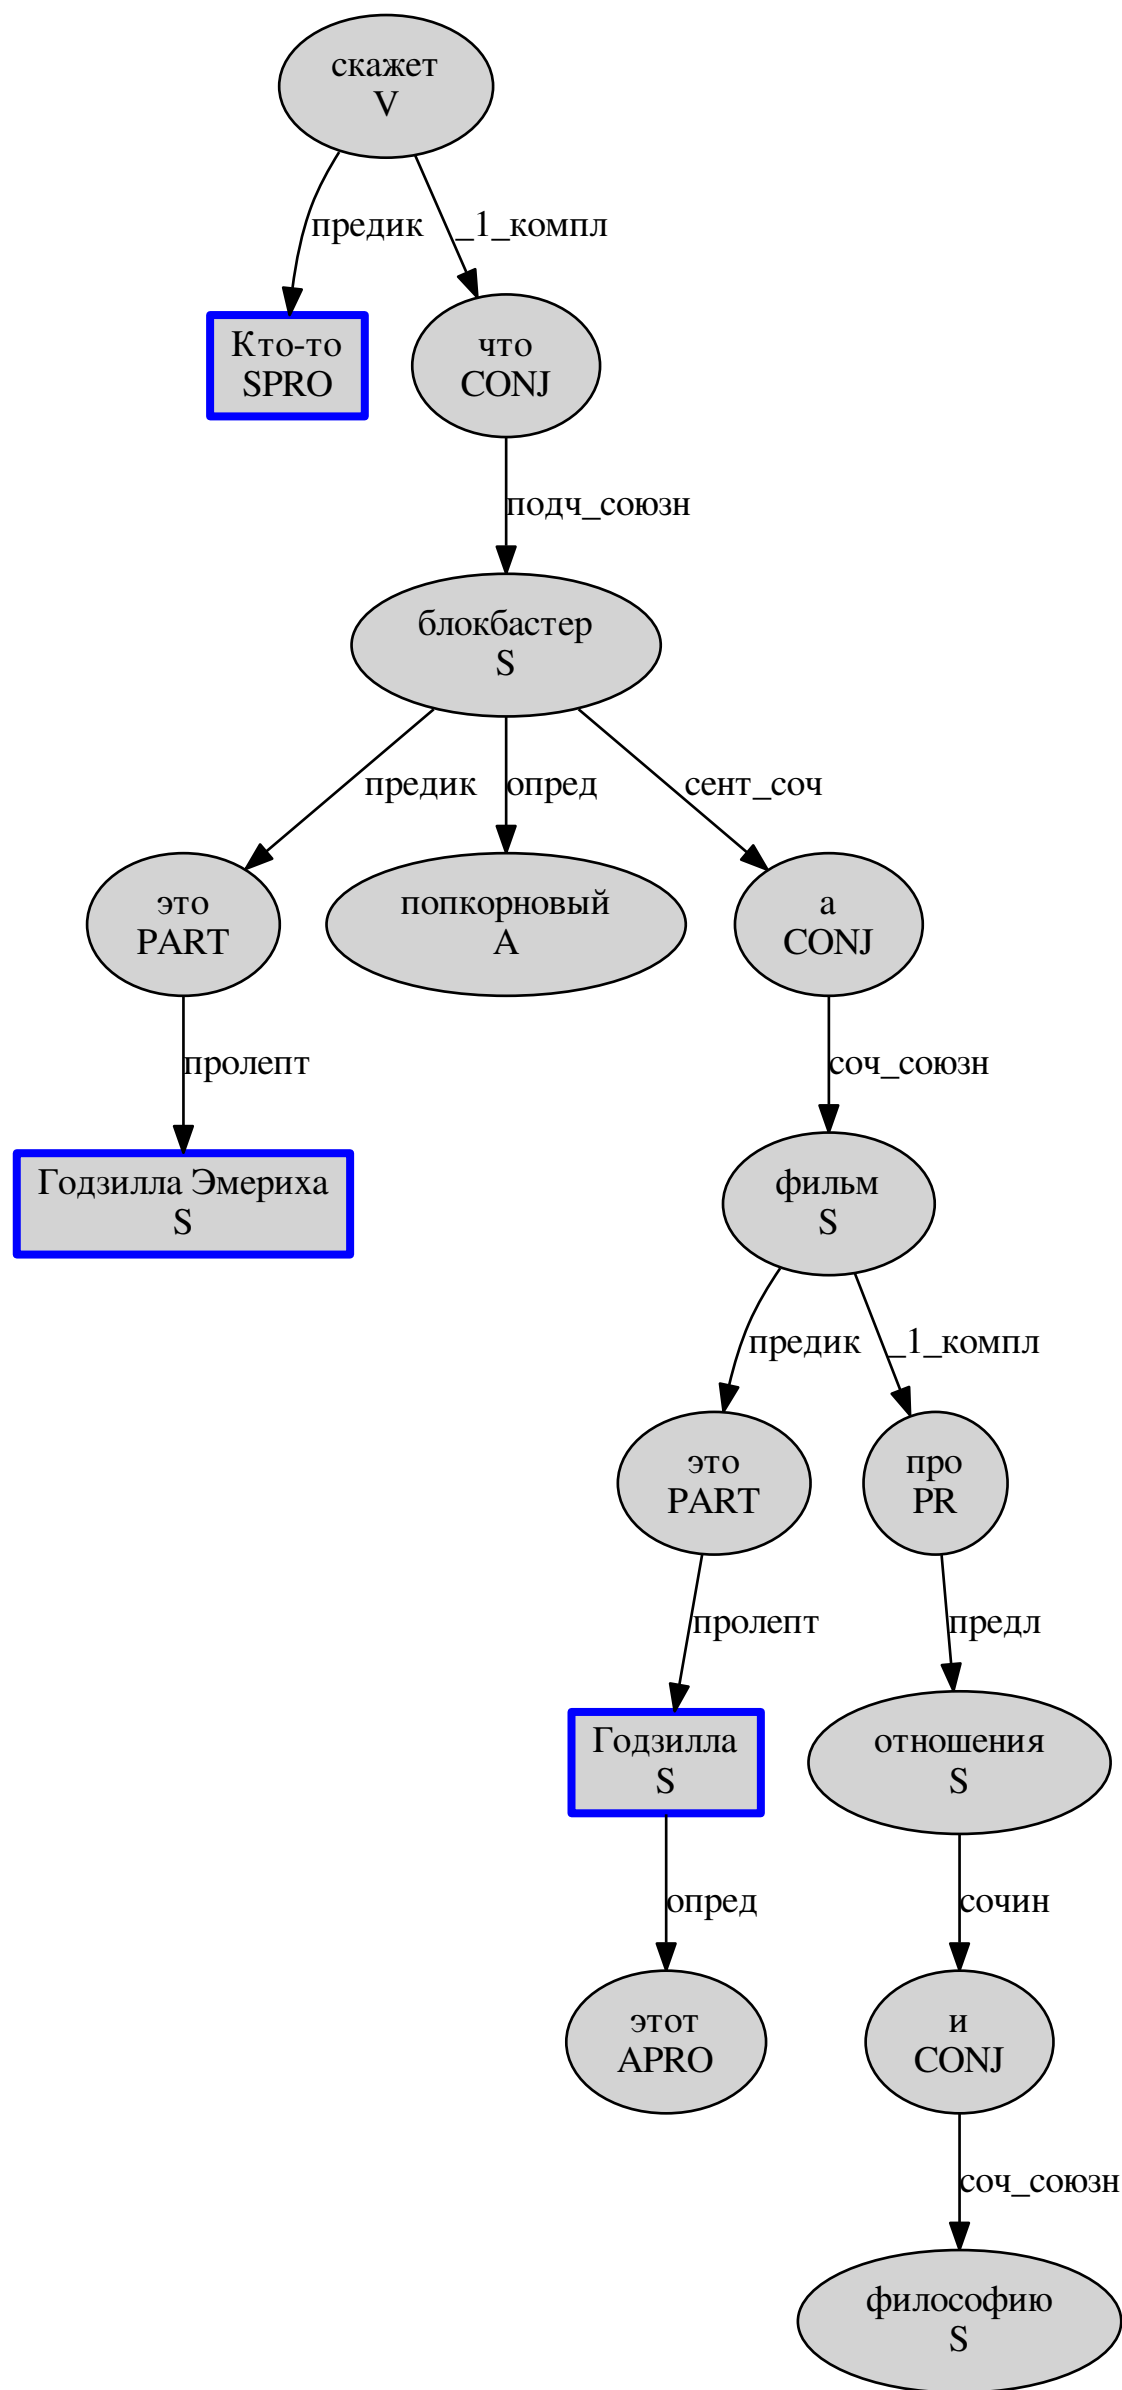 скажет
V
предик
_1_компл
Кто-то
SPRO
что
CONJ
подч_союзн
блокбастер
S
предик
опред
сент_соч
это
PART
попкорновый
A
а
CONJ
пролепт
соч_союзн
Годзилла Эмериха
S
фильм
S
предик
_1_компл
это
PART
про
PR
пролепт
предл
Годзилла
S
отношения
S
опред
сочин
этот
APRO
и
CONJ
соч_союзн
философию
S